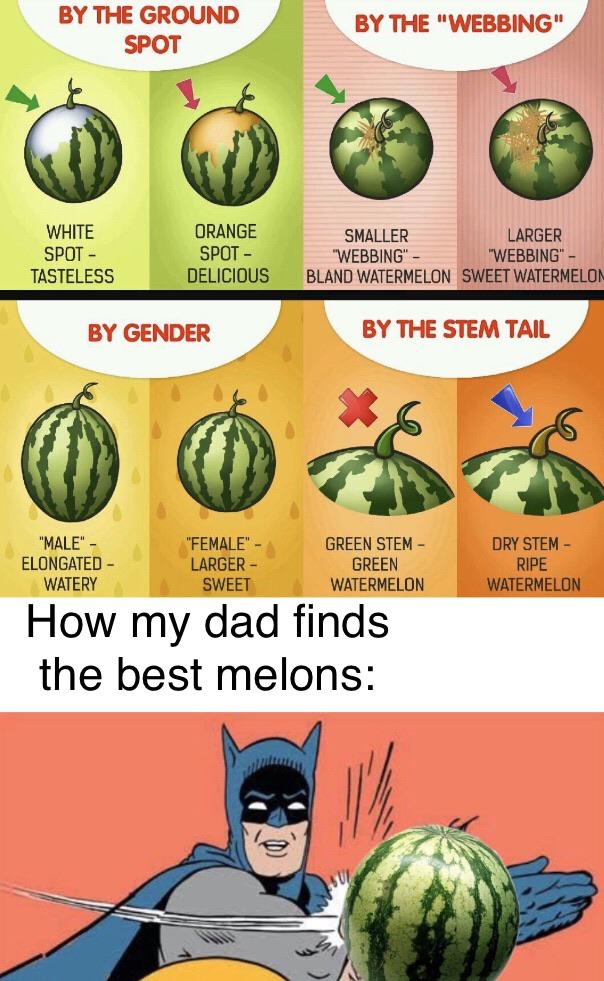 BY THE GROUND
SPOT
BY THE "WEBBING"
WHITE
SPOT -
TASTELESS
ORANGE
SPOT -
DELICIOUS
SMALLER
"WEBBING" -
BLAND WATERMELON
LARGER
"WEBBING" -
SWEET WATERMELON
BY GENDER
BY THE STEM TAIL
"MALE" -
ELONGATED -
WATERY
"FEMALE" -
LARGER -
SWEET
GREEN STEM -
GREEN
WATERMELON
DRY STEM -
RIPE
WATERMELON
How my dad finds
the best melons: